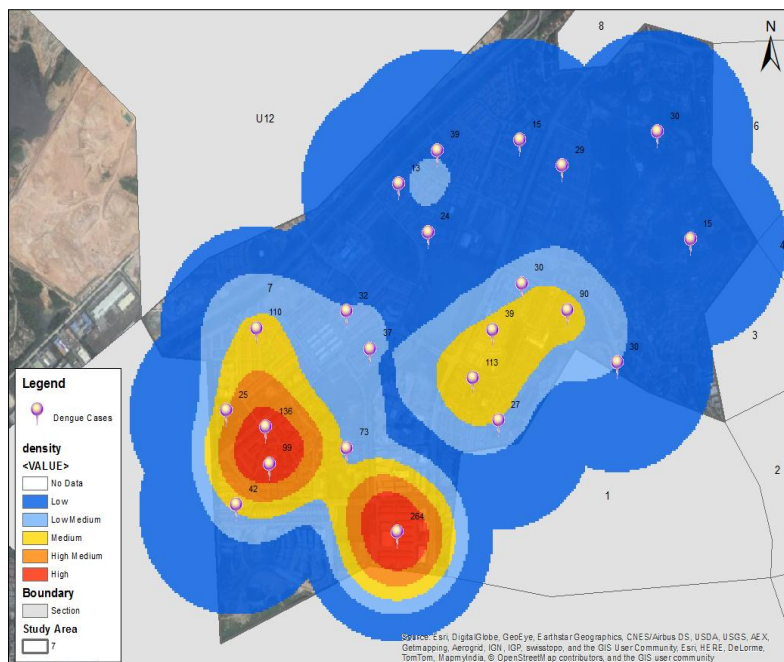 8
N
39
15
30
U12
29
6
13
24
15
4
30
7
32
90
110
39
37
3
113
30
Legend
Dengue Cases
25
136
27
density
<VALUE>
73
99
No Data
Low
42
2
1
Low Medium
264
Medium
High Medium
High
Boundary
Section
Study Area
7
Source: Esri, DigitalGlobe, GeoEye, Earthstar Geographics, CNES/Airbus DS, USDA, USGS, AEX,
Getmapping, Aerogrid, IGN, IGP, swisstopo, and the GIS User Community, Esri, HERE, DeLorme,
TomTom, MapmyIndia, © OpenStreetMap contributors, and the GIS user community